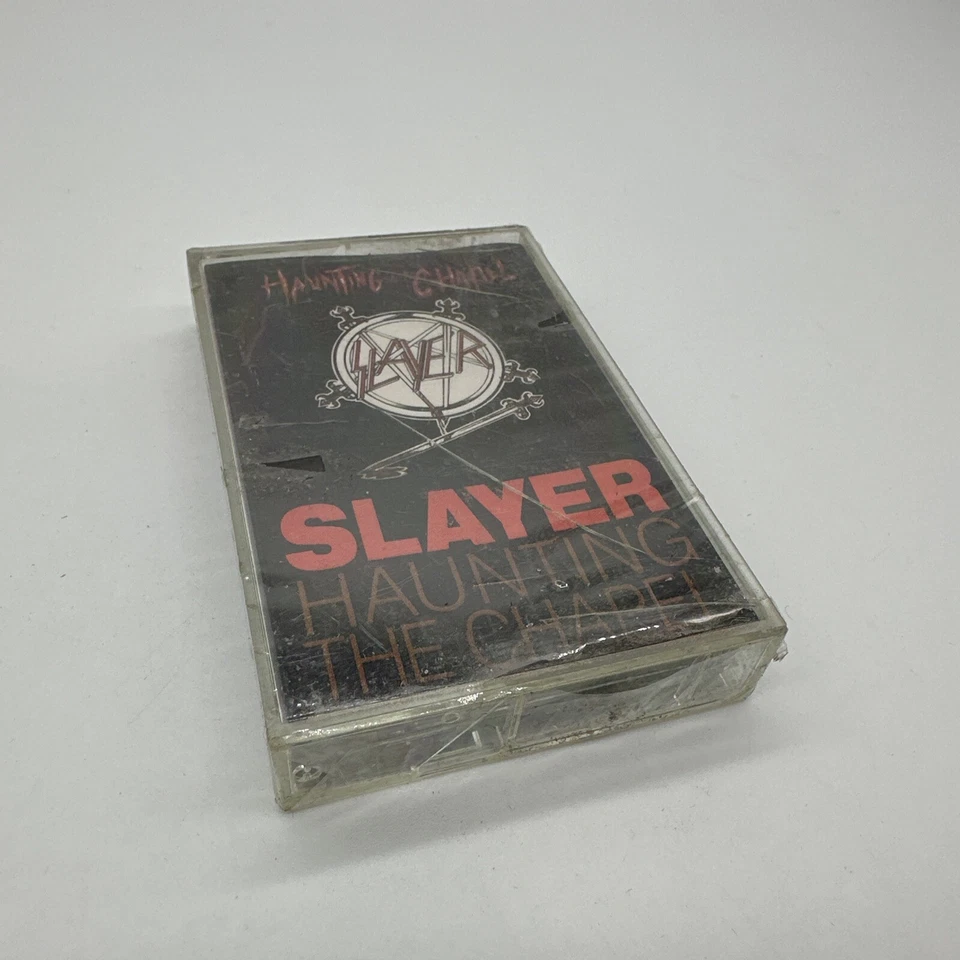 HAUNTING CHAPEL
SLAYER
SLAYER
HAUNTING
THE CHAPEL